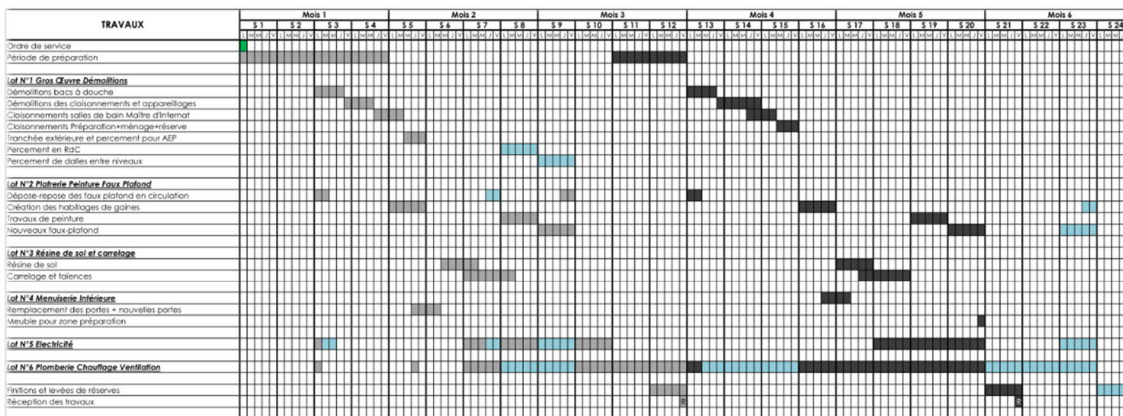 TRAVAUX
Mois 1 Mois 2 Mois 3 Mois 4 Mois 5 Mois 6
S 1 S 2 S 3 S 4 S 5 S 6 S 7 S 8 S 9 S 10 S 11 S 12 S 13 S 14 S 15 S 16 S 17 S 18 S 19 S 20 S 21 S 22 S 23 S 24
Ordre de service
Période de préparation
Lot N°1 Gros Œuvre Démolitions
Démolitions bacs à douche
Démolitions des cloisonnements et appareillages
Cloisonnements salles de bain Maître d'Internat
Cloisonnements Préparation+ménage+réserve
Tranchée extérieure et percement pour AEP
Percement en RdC
Percement de dalles entre niveaux
Lot N°2 Platrerie Peinture Faux Plafond
Dépose-repose des faux plafond en circulation
Création des habillages de gaines
Travaux de peinture
Nouveaux faux-plafond
Lot N°3 Résine de sol et carrelage
Résine de sol
Carrelage et faïences
Lot N°4 Menuiserie Intérieure
Remplacement des portes + nouvelles portes
Meuble pour zone préparation
Lot N°5 Electricité
Lot N°6 Plomberie Chauffage Ventilation
Finitions et levées de réserves
Réception des travaux